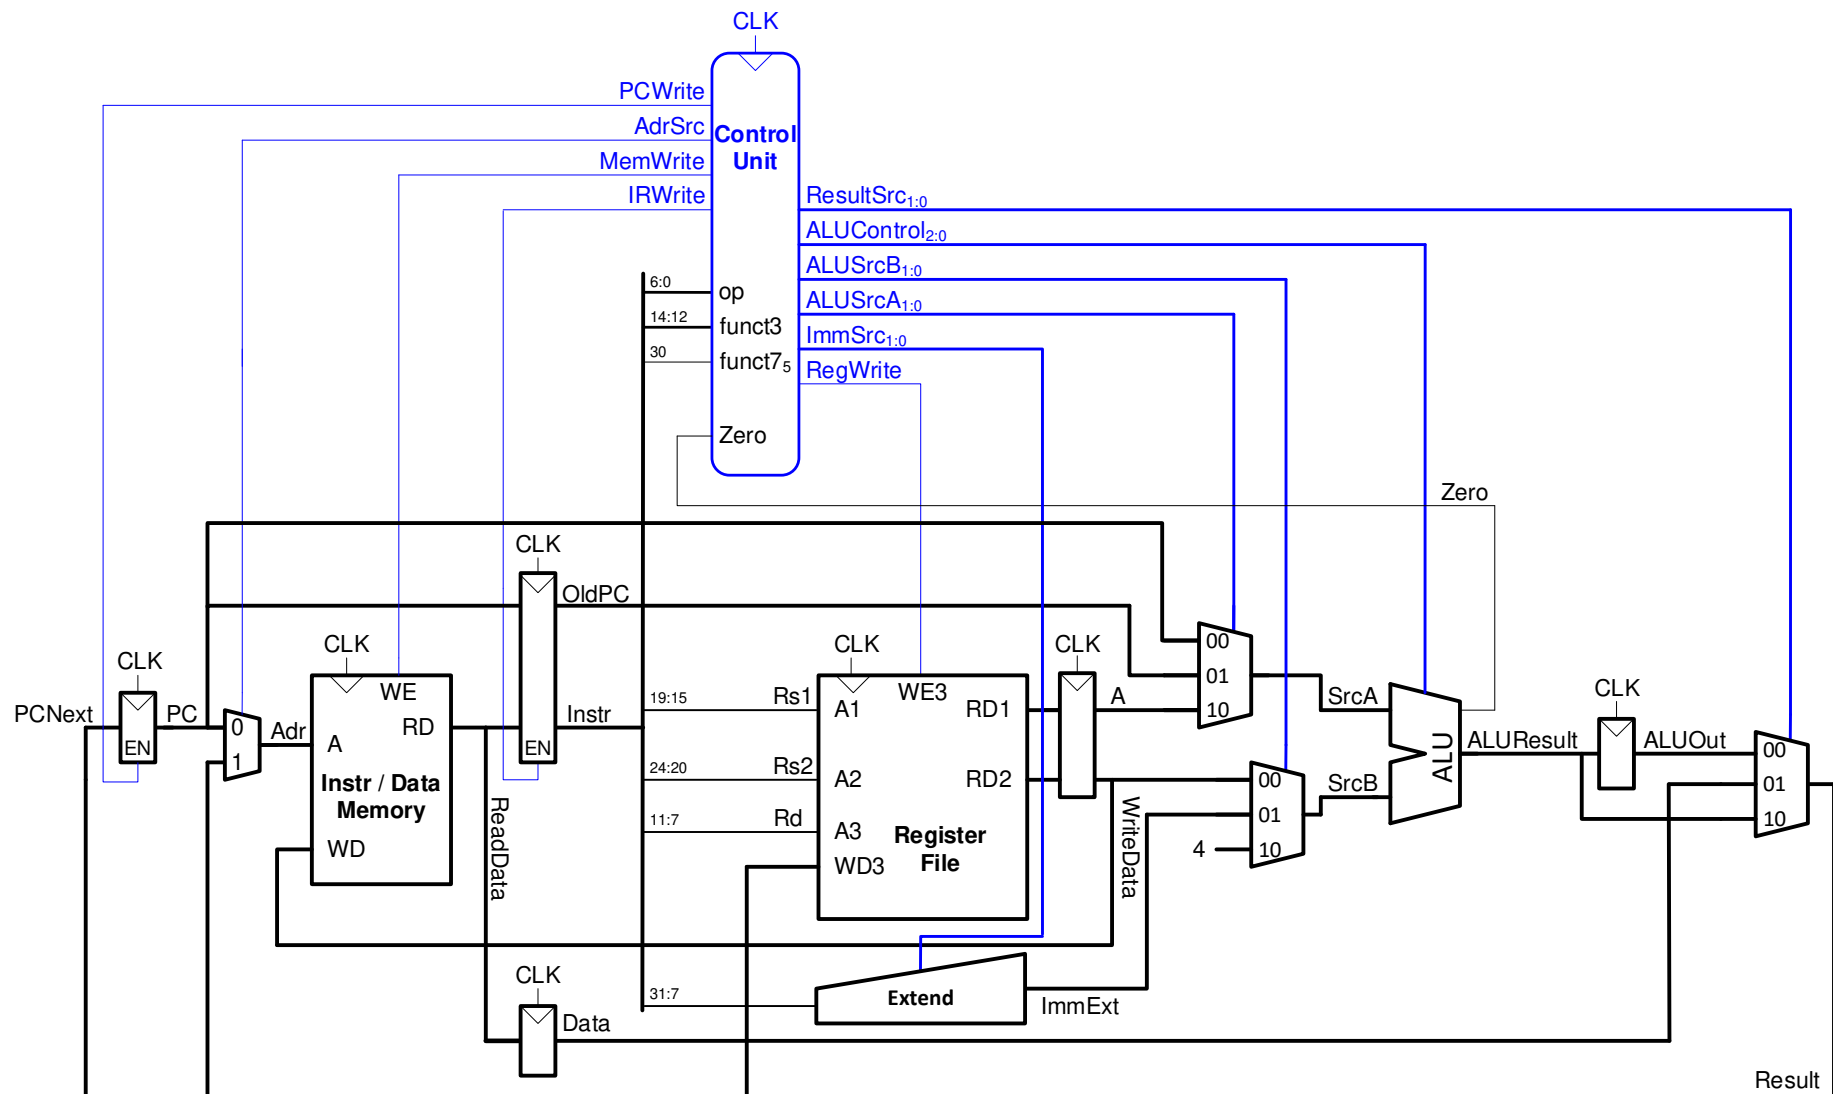 CLK
PCWrite
AdrSrc
MemWrite
IRWrite
Control
Unit
ResultSrc1:0
ALUControl2:0
ALUSrcB1:0
ALUSrcA1:0
ImmSrc1:0
RegWrite
6:0
op
14:12
funct3
30
funct75
Zero
Zero
CLK
OldPC
CLK
CLK
CLK
CLK
CLK
PCNext
PC
EN
0
1
Adr
WE
RD
A
Instr / Data
Memory
WD
EN
Instr
ReadData
19:15
Rs1
24:20
Rs2
11:7
Rd
A1
A2
A3
WD3
WE3
RD1
RD2
Register
File
A
WriteData
00
01
10
00
01
10
4
SrcA
SrcB
ALU
ALUResult
ALUOut
00
01
10
31:7
Extend
ImmExt
CLK
Data
Result